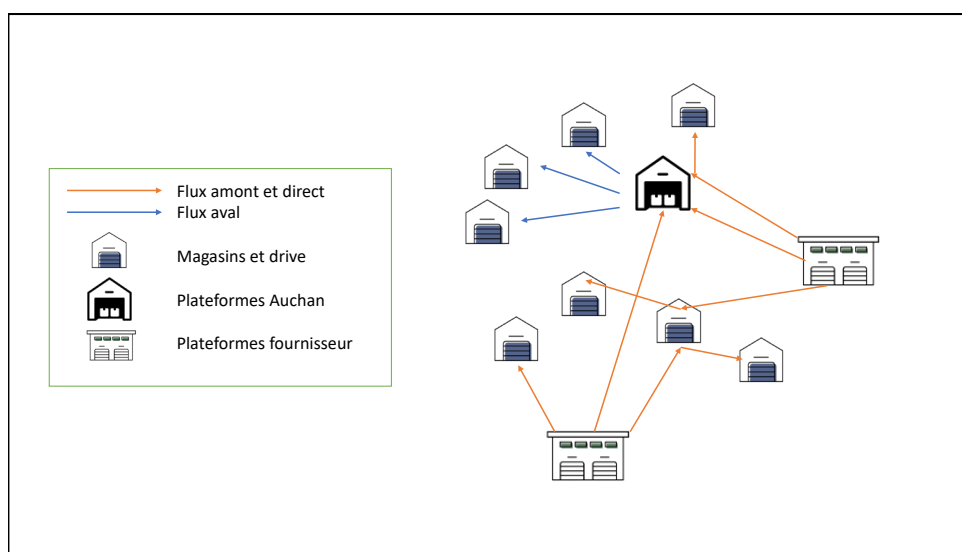 Flux amont et direct
Flux aval
Magasins et drive
Plateformes Auchan
Plateformes fournisseur